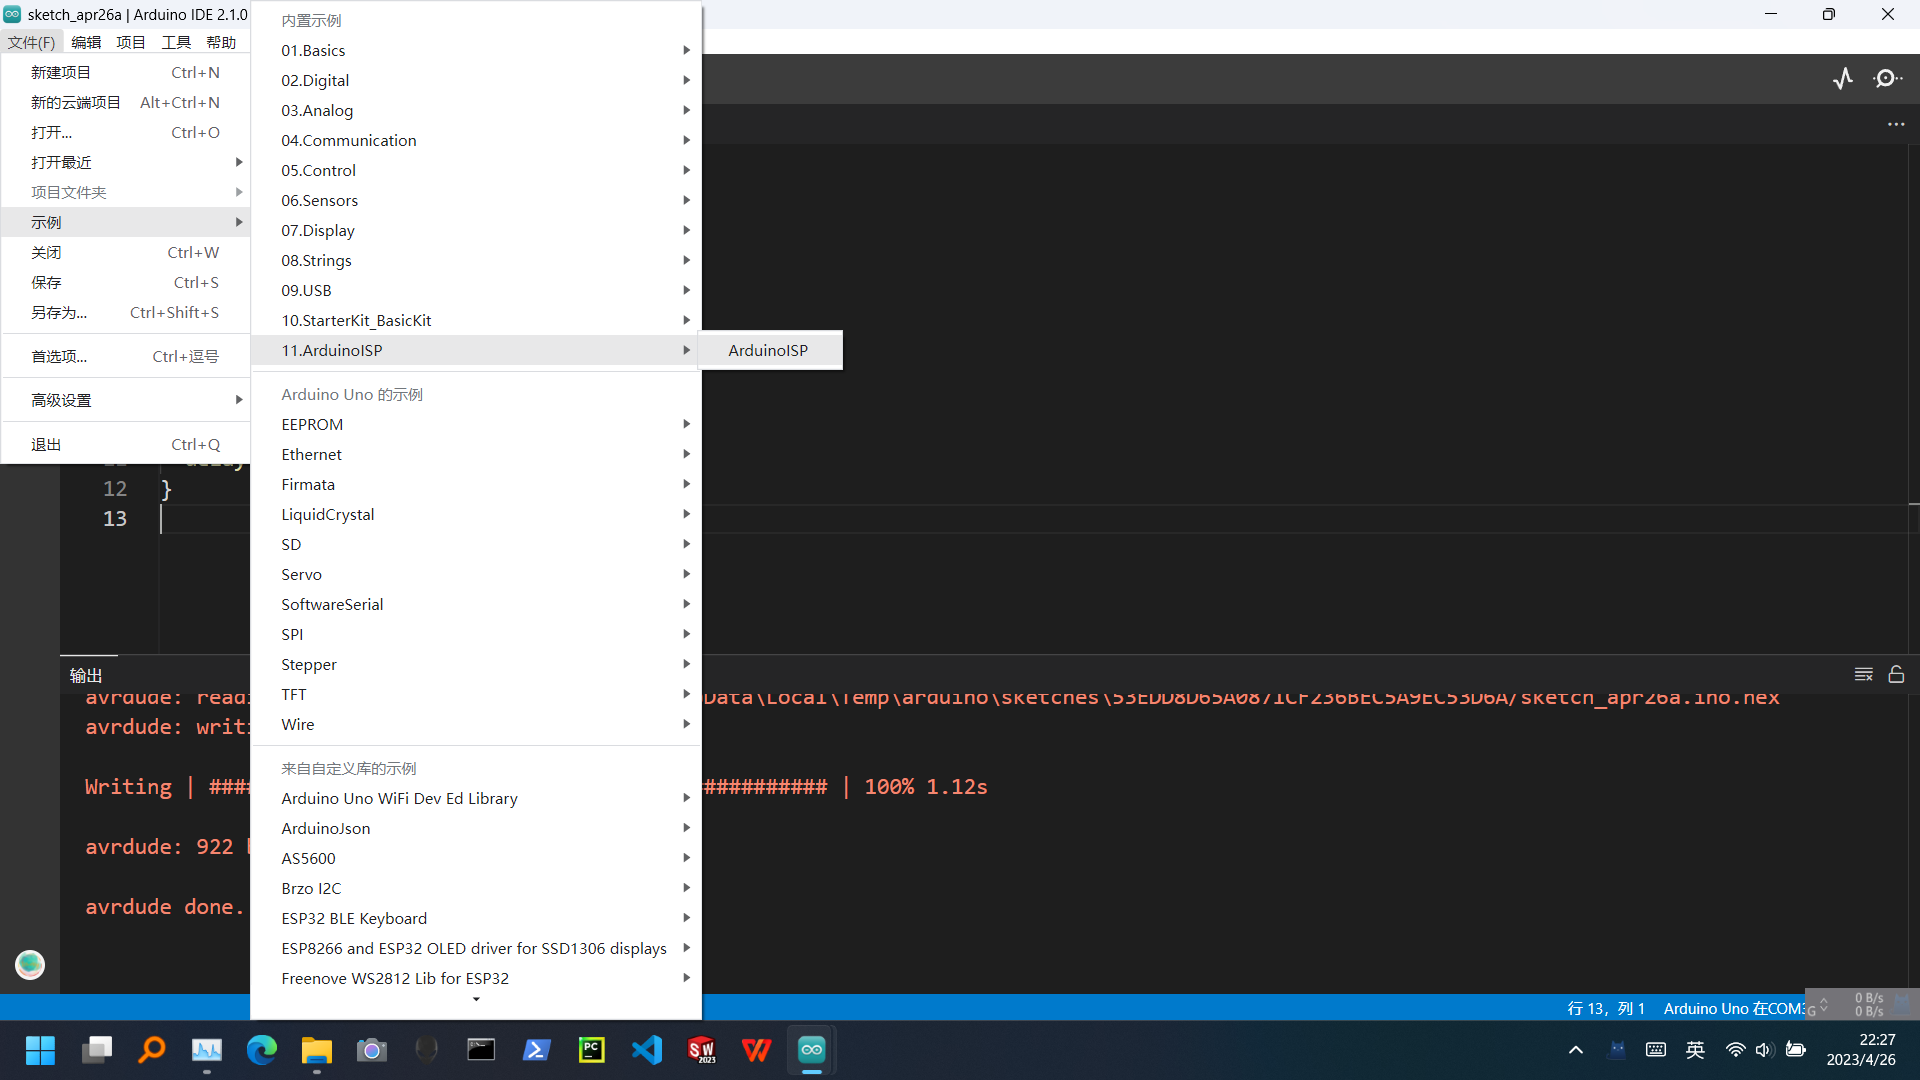 sketch_apr26a | Arduino IDE 2.1.0
文件(F) 编辑 项目 工具 帮助
新建项目 Ctrl+N
新的云端项目 Alt+Ctrl+N
打开... Ctrl+O
打开最近
项目文件夹
示例
关闭 Ctrl+W
保存 Ctrl+S
另存为... Ctrl+Shift+S
首选项... Ctrl+逗号
高级设置
退出 Ctrl+Q
内置示例
01.Basics
02.Digital
03.Analog
04.Communication
05.Control
06.Sensors
07.Display
08.Strings
09.USB
10.StarterKit_BasicKit
11.ArduinoISP
ArduinoISP
Arduino Uno 的示例
EEPROM
Ethernet
Firmata
LiquidCrystal
SD
Servo
SoftwareSerial
SPI
Stepper
TFT
Wire
来自自定义库的示例
Arduino Uno WiFi Dev Ed Library
ArduinoJson
AS5600
Brzo I2C
ESP32 BLE Keyboard
ESP8266 and ESP32 OLED driver for SSD1306 displays
Freenove WS2812 Lib for ESP32
12 }
13
输出
avrdude: read Data\Local\Temp\arduino\sketches\53EDD8D65A0871CF236BEC5A9EC53D6A/sketch_apr26a.ino.hex
avrdude: writi
Writing | #### ########## | 100% 1.12s
avrdude: 922
avrdude done.
行 13，列 1 Arduino Uno 在COM3
G 0 B/s
0 B/s
PC
SW
2023
英
22:27
2023/4/26